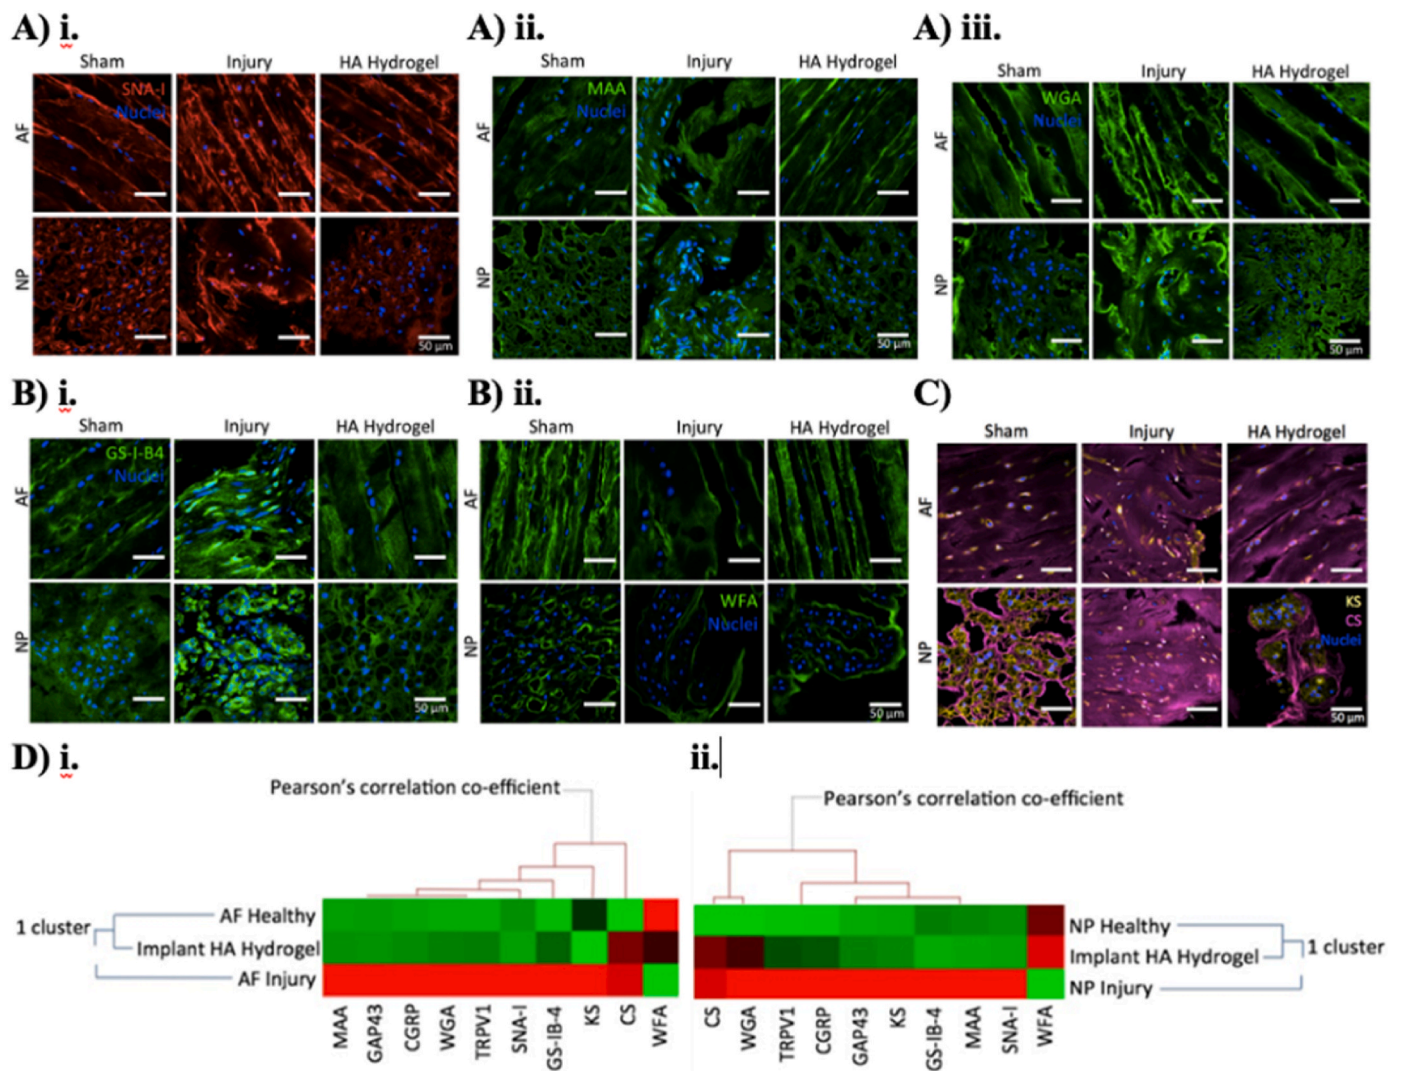 A) i.
Sham Injury HA Hydrogel
SNA-I
Nuclei
AF
NP
50 µm
A) ii.
Sham Injury HA Hydrogel
MAA
Nuclei
AF
NP
50 µm
A) iii.
Sham Injury HA Hydrogel
WGA
Nuclei
AF
NP
50 µm
B) i.
Sham Injury HA Hydrogel
GS-I-B4
Nuclei
AF
NP
50 µm
B) ii.
Sham Injury HA Hydrogel
AF
NP
WFA
Nuclei
50 µm
C)
Sham Injury HA Hydrogel
AF
NP
KS
CS
Nuclei
50 µm
D) i.
Pearson's correlation co-efficient
1 cluster
AF Healthy
Implant HA Hydrogel
AF Injury
MAA GAP43 CGRP WGA TRPV1 SNA-I GS-IB-4 KS CS WFA
ii.
Pearson's correlation co-efficient
NP Healthy
Implant HA Hydrogel
NP Injury
1 cluster
CS WGA TRPV1 CGRP GAP43 KS GS-IB-4 MAA SNA-I WFA